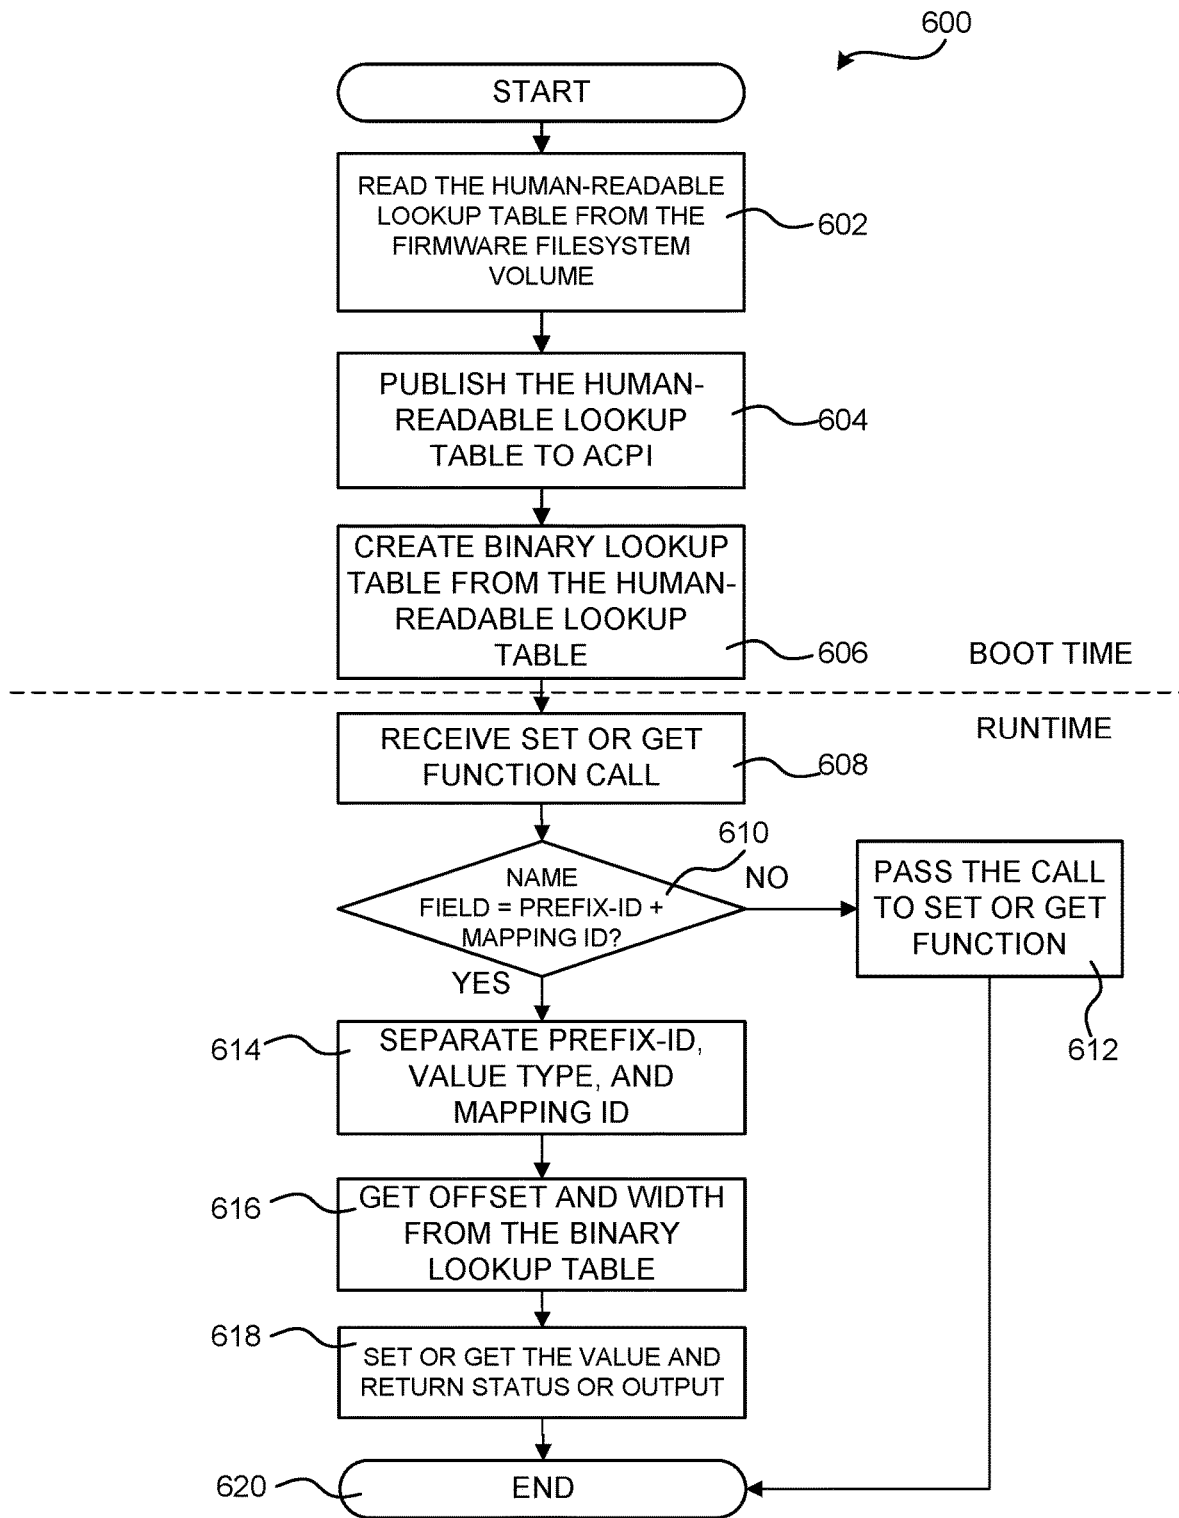 600
START
READ THE HUMAN-READABLE
LOOKUP TABLE FROM THE
FIRMWARE FILESYSTEM
VOLUME
602
PUBLISH THE HUMAN-
READABLE LOOKUP
TABLE TO ACPI
604
CREATE BINARY LOOKUP
TABLE FROM THE HUMAN-
READABLE LOOKUP
TABLE
606
BOOT TIME
RUNTIME
RECEIVE SET OR GET
FUNCTION CALL
608
610
NAME
FIELD = PREFIX-ID +
MAPPING ID?
NO
PASS THE CALL
TO SET OR GET
FUNCTION
612
YES
614
SEPARATE PREFIX-ID,
VALUE TYPE, AND
MAPPING ID
616
GET OFFSET AND WIDTH
FROM THE BINARY
LOOKUP TABLE
618
SET OR GET THE VALUE AND
RETURN STATUS OR OUTPUT
620
END